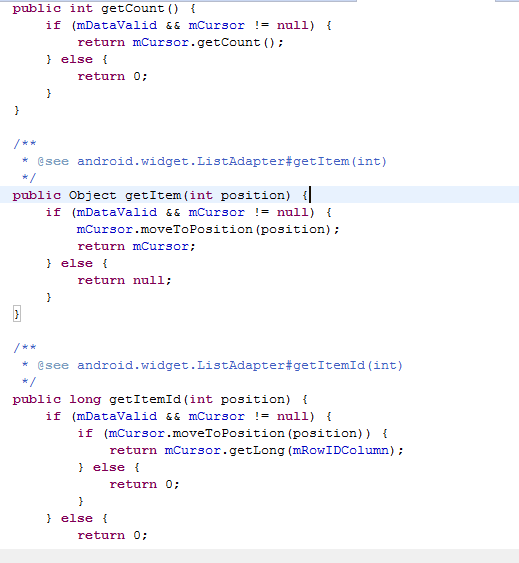 public int getCount() {
    if (mDataValid && mCursor != null) {
        return mCursor.getCount();
    } else {
        return 0;
    }
}

/**
 * @see android.widget.ListAdapter#getItem(int)
 */
public Object getItem(int position) {
    if (mDataValid && mCursor != null) {
        mCursor.moveToPosition(position);
        return mCursor;
    } else {
        return null;
    }
}

/**
 * @see android.widget.ListAdapter#getItemId(int)
 */
public long getItemId(int position) {
    if (mDataValid && mCursor != null) {
        if (mCursor.moveToPosition(position)) {
            return mCursor.getLong(mRowIDColumn);
        } else {
            return 0;
        }
    } else {
        return 0;